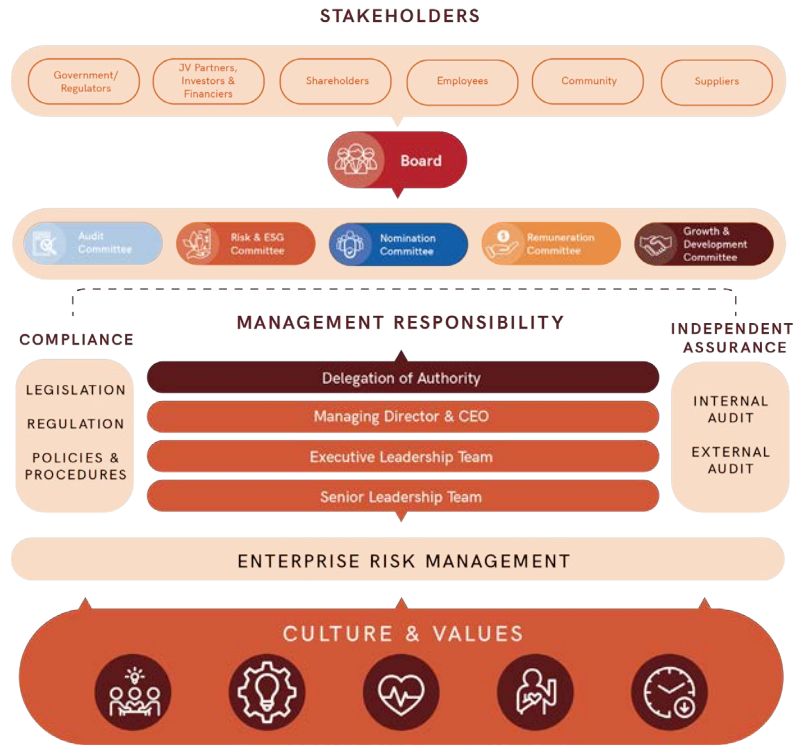 STAKEHOLDERS
Government/
Regulators
JV Partners,
Investors &
Financiers
Shareholders
Employees
Community
Suppliers
Board
Audit
Committee
Risk & ESG
Committee
Nomination
Committee
$
Remuneration
Committee
Growth &
Development
Committee
COMPLIANCE
LEGISLATION
REGULATION
POLICIES &
PROCEDURES
MANAGEMENT RESPONSIBILITY
Delegation of Authority
Managing Director & CEO
Executive Leadership Team
Senior Leadership Team
INDEPENDENT
ASSURANCE
INTERNAL
AUDIT
EXTERNAL
AUDIT
ENTERPRISE RISK MANAGEMENT
CULTURE & VALUES